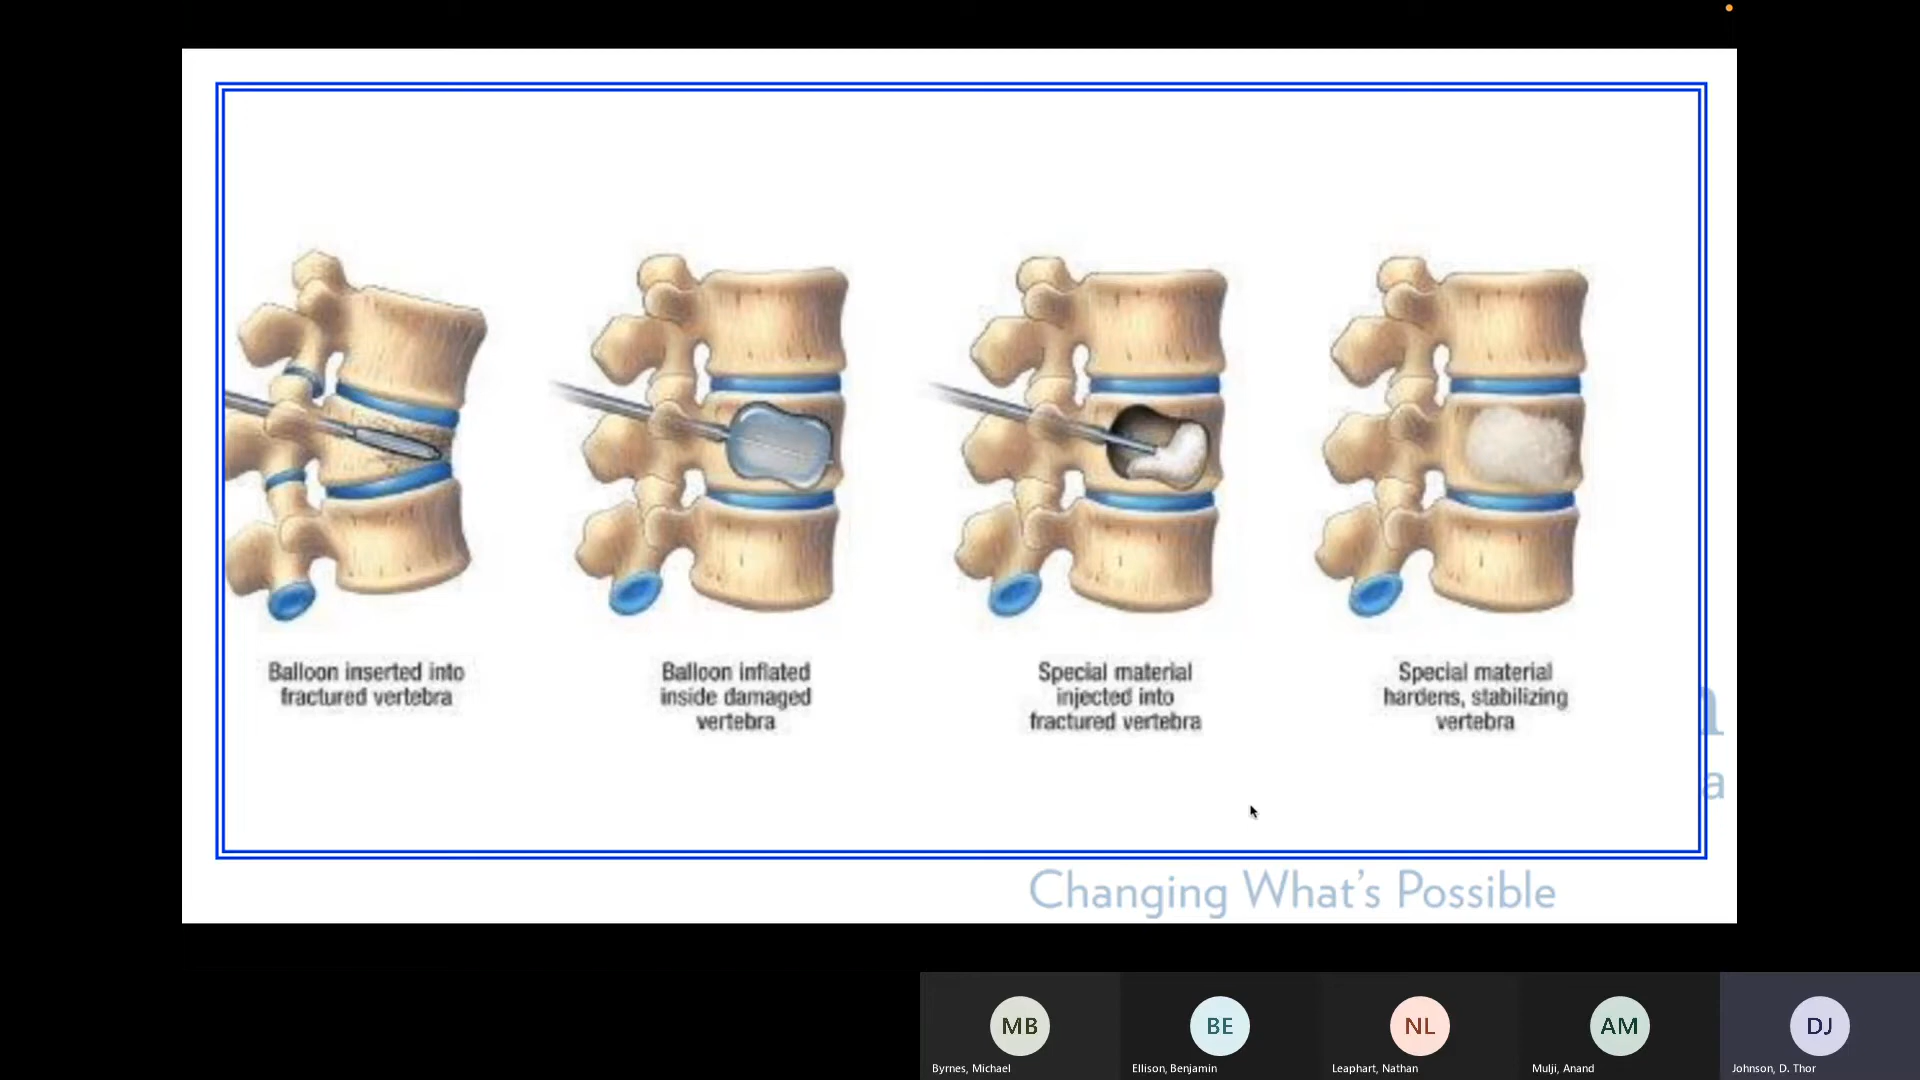 Balloon inserted into
fractured vertebra
Balloon inflated
inside damaged
vertebra
Special material
injected into
fractured vertebra
Special material
hardens, stabilizing
vertebra
a
Changing What's Possible
MB
Byrnes, Michael
BE
Ellison, Benjamin
NL
Leaphart, Nathan
AM
Mulji, Anand
DJ
Johnson, D. Thor